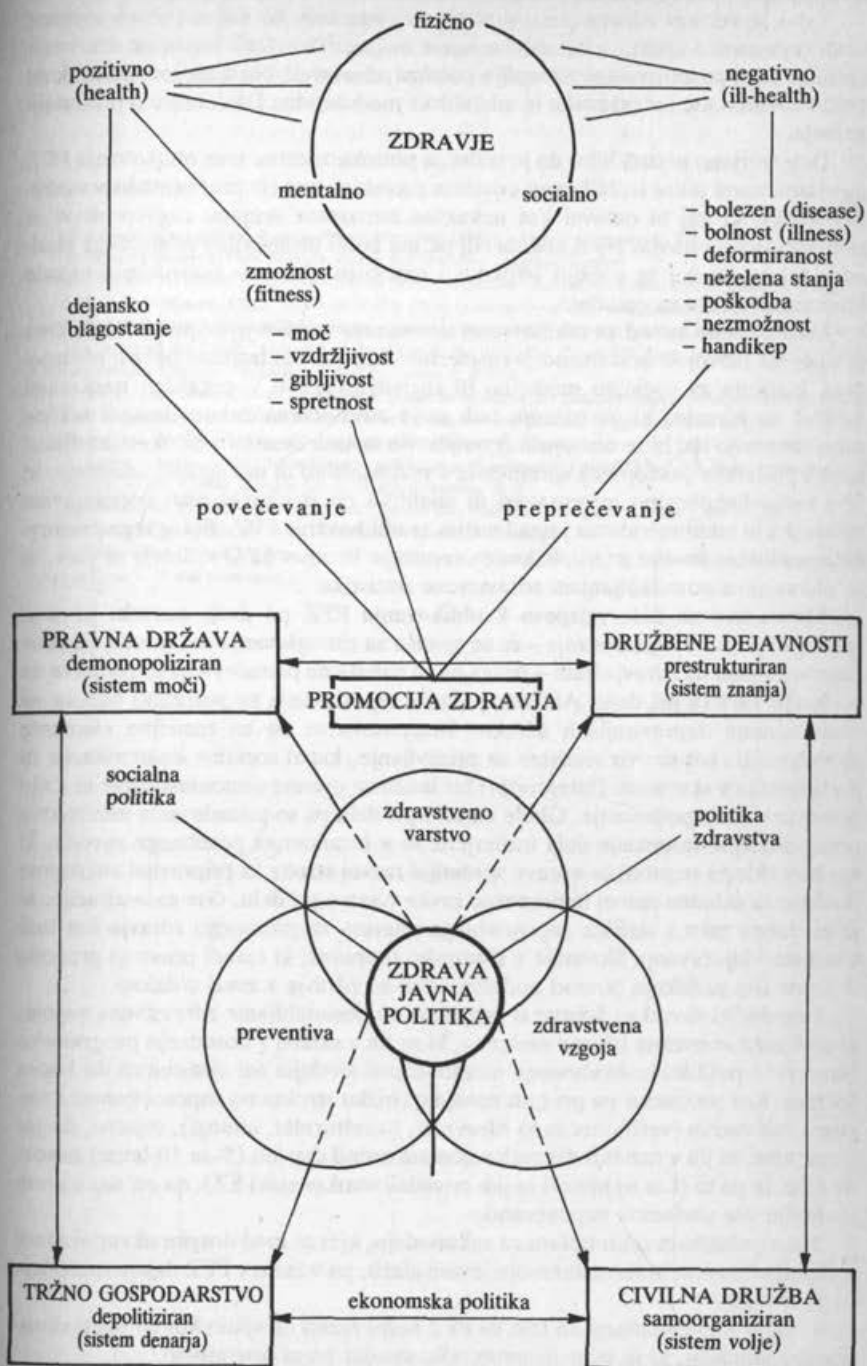 fizično
pozitivno
(health)
negativno
(ill-health)
ZDRAVJE
mentalno
socialno
– bolezen (disease)
– bolnost (illness)
– deformiranost
– neželena stanja
– poškodba
– nezmožnost
– handikep
zmožnost
(fitness)
dejansko
blagostanje
– moč
– vzdržljivost
– gibljivost
– spretnost
povečevanje
preprečevanje
PRAVNA DRŽAVA
demonopoliziran
(sistem moči)
DRUŽBENE DEJAVNOSTI
prestrukturiran
(sistem znanja)
PROMOCIJA ZDRAVJA
socialna
politika
zdravstveno
varstvo
politika
zdravstva
ZDRAVA
JAVNA
POLITIKA
preventiva
zdravstvena
vzgoja
TRŽNO GOSPODARSTVO
depolitiziran
(sistem denarja)
ekonomska politika
CIVILNA DRUŽBA
samoorganiziran
(sistem volje)